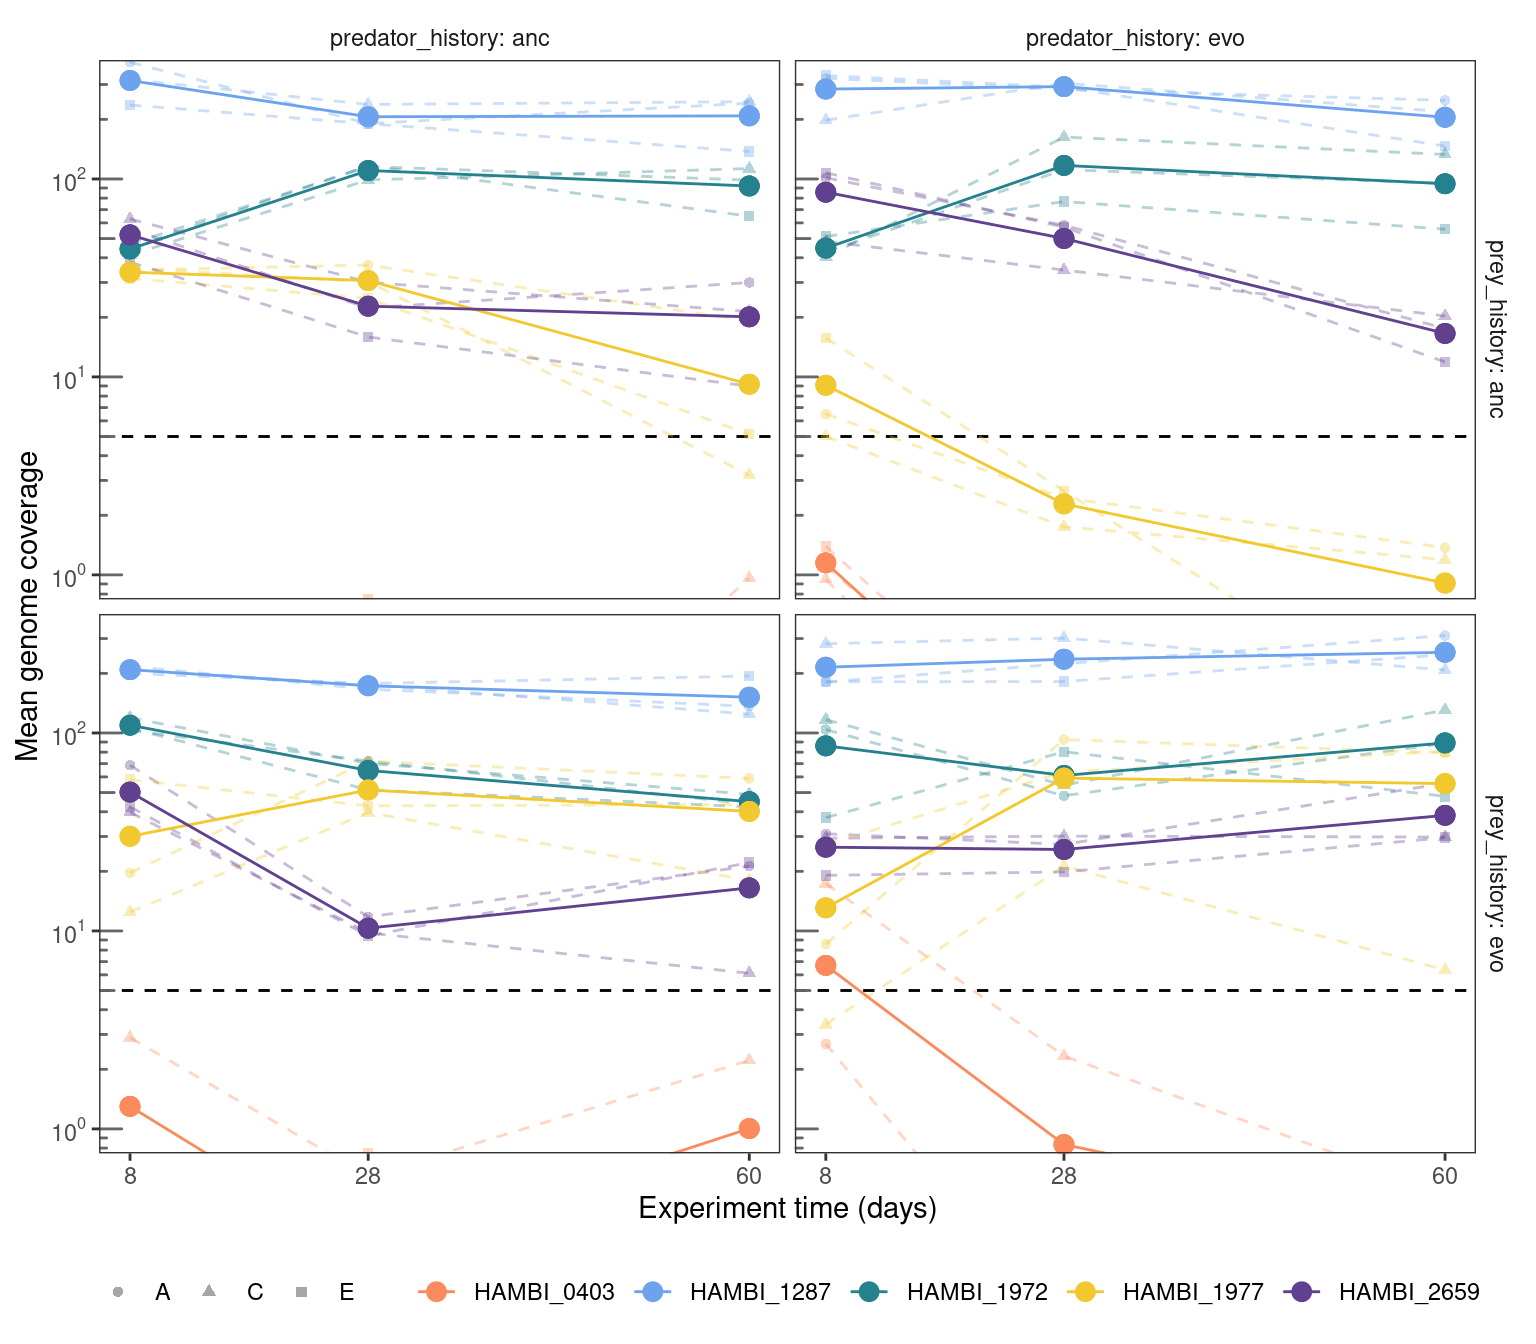 predator_history: anc
predator_history: evo
10²
10¹
10⁰
prey_history: anc
10²
10¹
10⁰
prey_history: evo
Mean genome coverage
8 28 60
8 28 60
Experiment time (days)
A C E HAMBI_0403 HAMBI_1287 HAMBI_1972 HAMBI_1977 HAMBI_2659